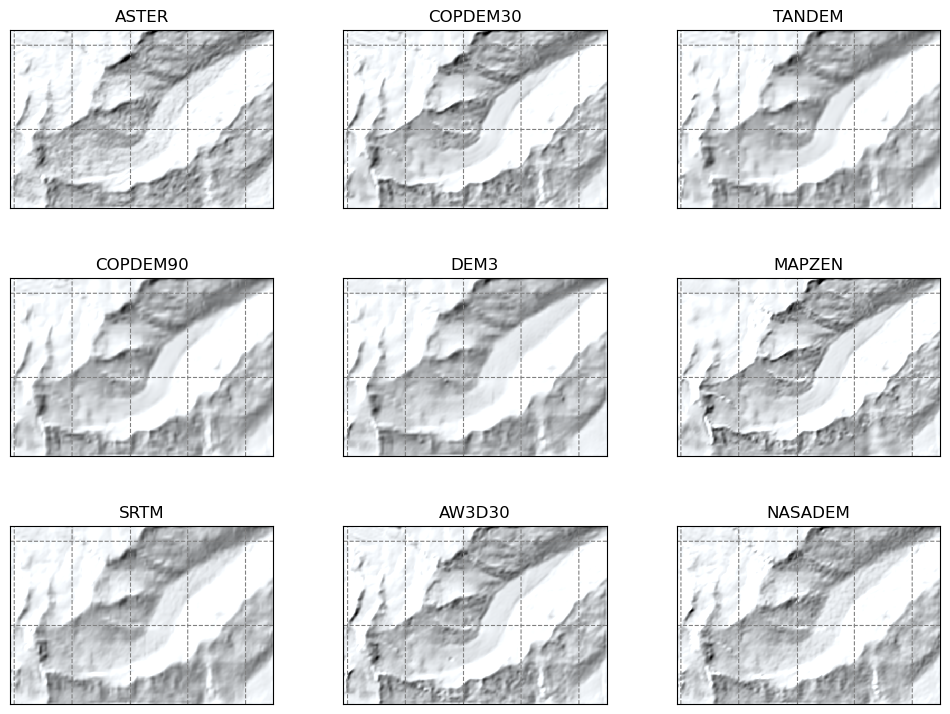 ASTER
COPDEM30
TANDEM
COPDEM90
DEM3
MAPZEN
SRTM
AW3D30
NASADEM